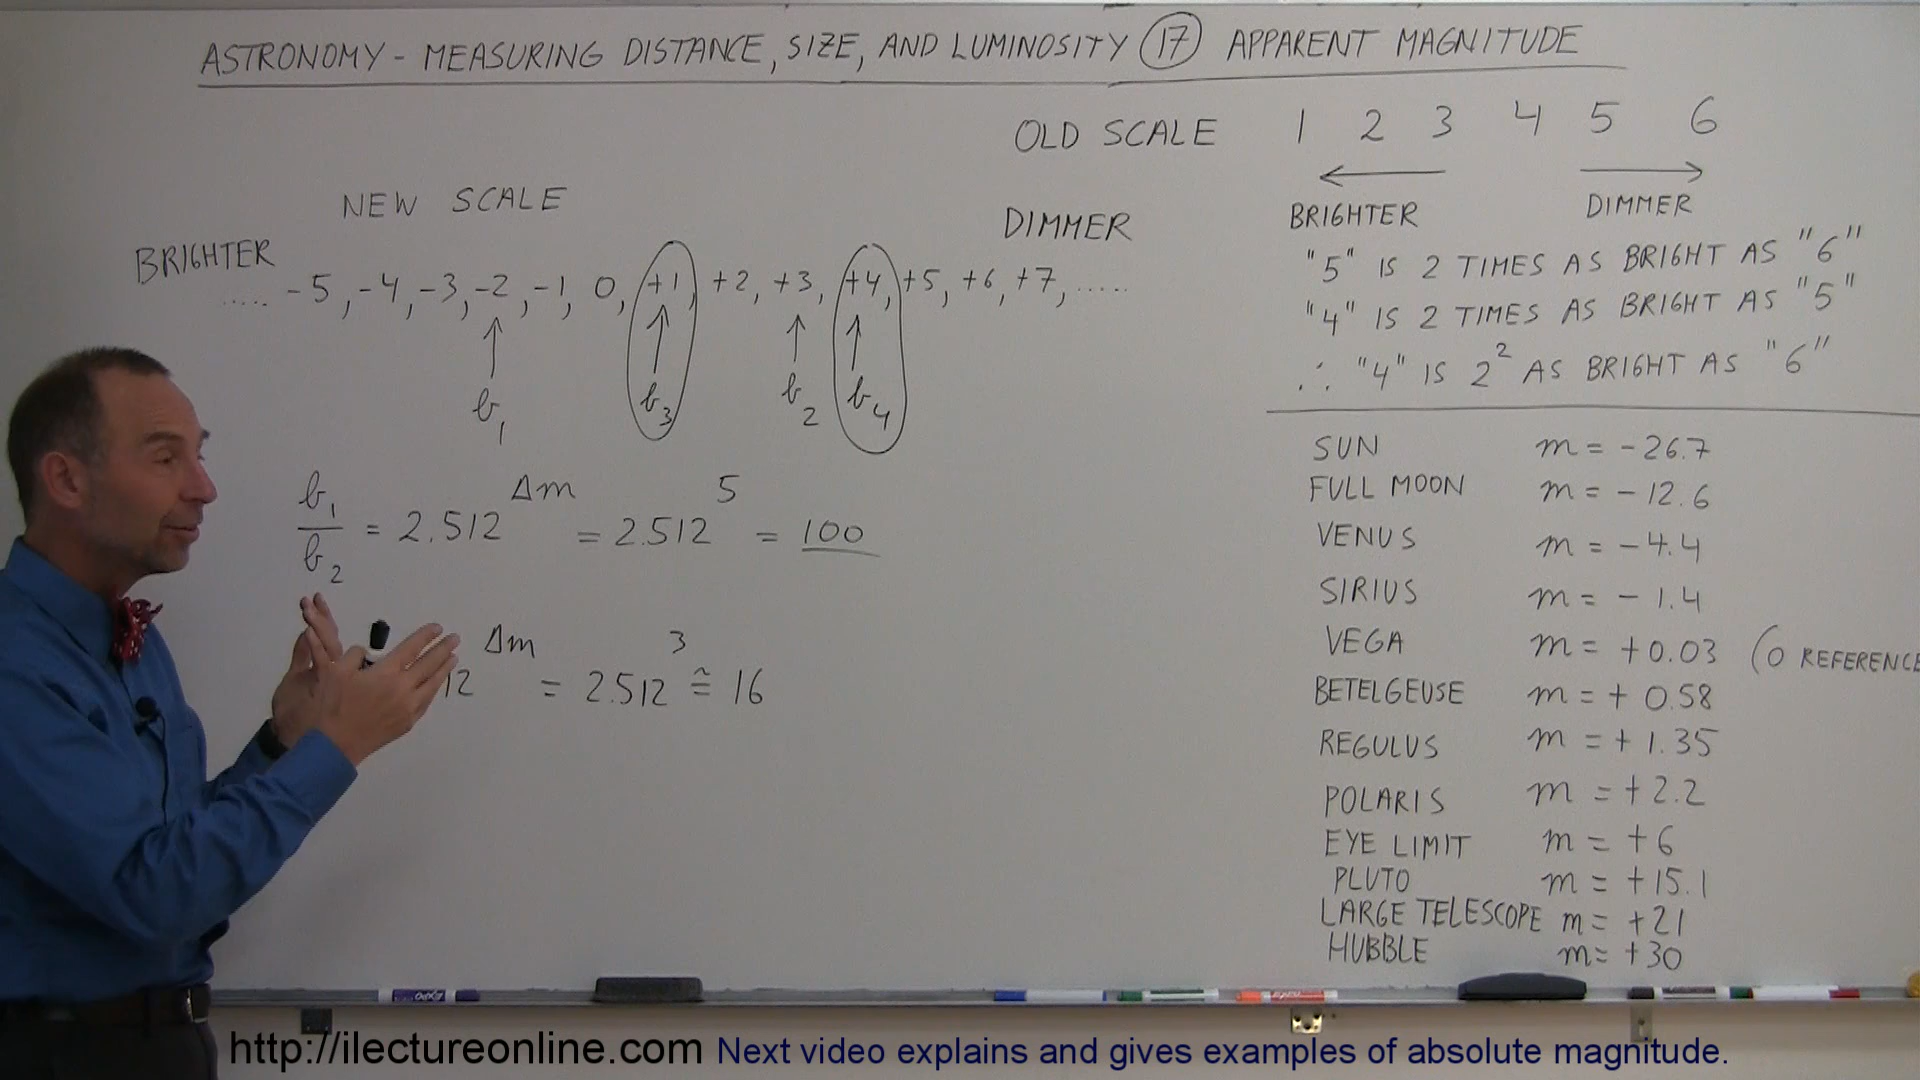 ASTRONOMY - MEASURING DISTANCE, SIZE, AND LUMINOSITY 17 APPARENT MAGNITUDE
OLD SCALE 1 2 3 4 5 6
BRIGHTER DIMMER
"5" IS 2 TIMES AS BRIGHT AS "6"
"4" IS 2 TIMES AS BRIGHT AS "5"
∴ "4" IS 2² AS BRIGHT AS "6"
NEW SCALE
BRIGHTER DIMMER
..... -5, -4, -3, -2, -1, 0, +1, +2, +3, +4, +5, +6, +7, .....
b₁ b₃ b₂ b₄
b₁/b₂ = 2.512^Δm = 2.512^5 = 100
12^Δm = 2.512^3 ≅ 16
SUN m = -26.7
FULL MOON m = -12.6
VENUS m = -4.4
SIRIUS m = -1.4
VEGA m = +0.03 (0 REFERENCE
BETELGEUSE m = +0.58
REGULUS m = +1.35
POLARIS m = +2.2
EYE LIMIT m = +6
PLUTO m = +15.1
LARGE TELESCOPE m = +21
HUBBLE m = +30
http://ilectureonline.com Next video explains and gives examples of absolute magnitude.